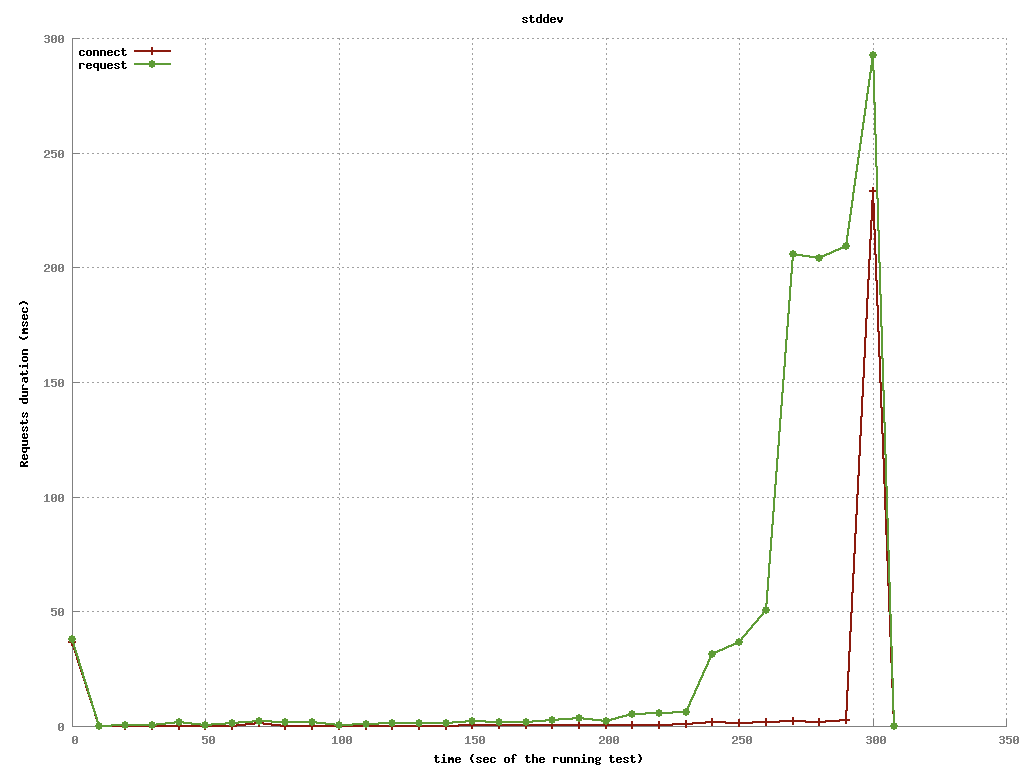 stddev
connect
request
300
250
200
150
100
50
0
Requests duration (msec)
0 50 100 150 200 250 300 350
time (sec of the running test)